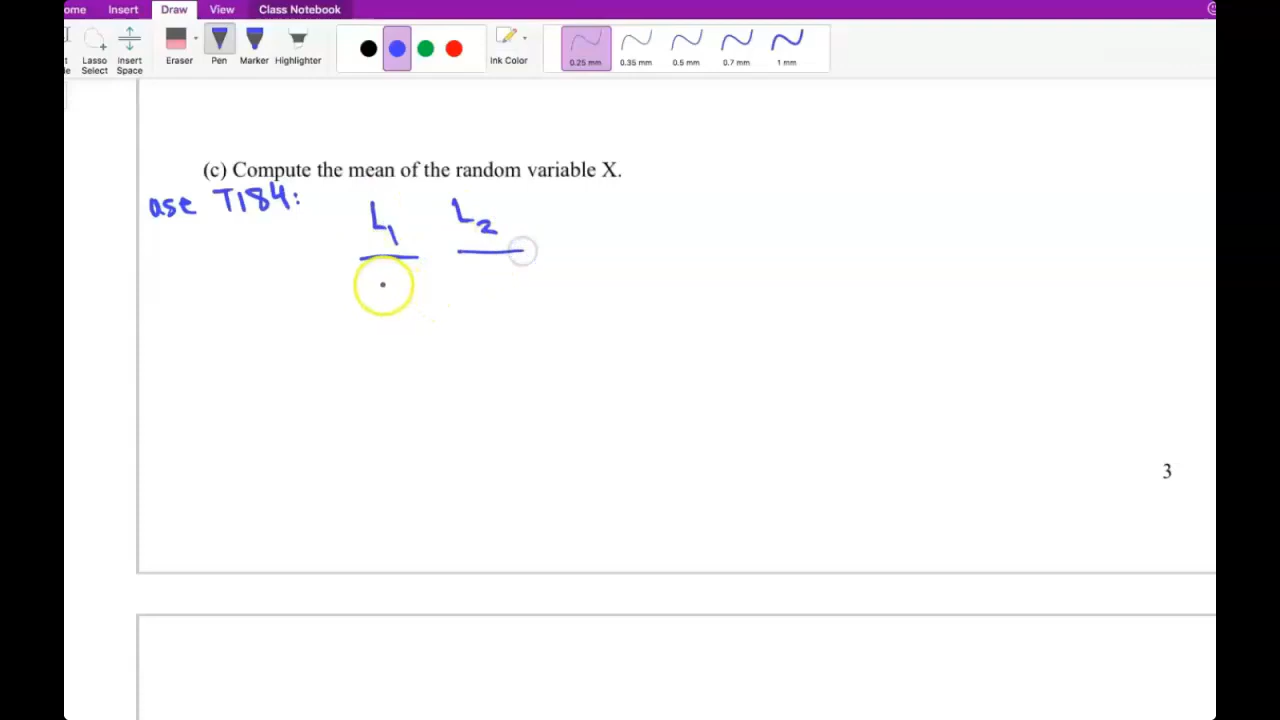 ome Insert Draw View Class Notebook
Lasso Select Insert Space Eraser Pen Marker Highlighter Ink Color 0.25 mm 0.35 mm 0.5 mm 0.7 mm 1 mm
(c) Compute the mean of the random variable X.
use TI84: L1 L2
3